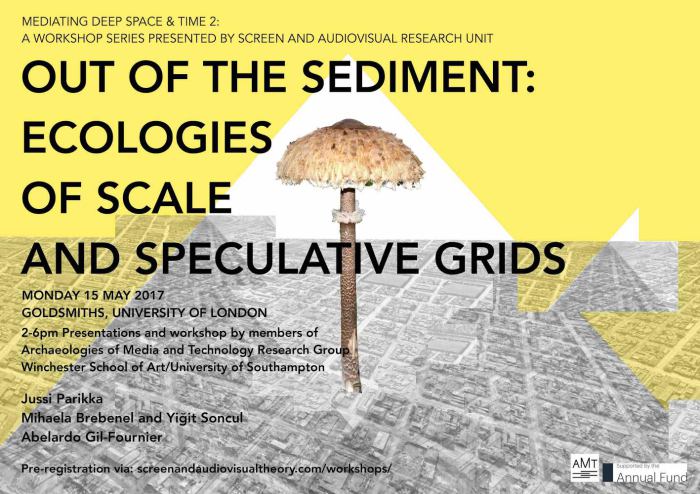 MEDIATING DEEP SPACE & TIME 2:
A WORKSHOP SERIES PRESENTED BY SCREEN AND AUDIOVISUAL RESEARCH UNIT
OUT OF THE SEDIMENT:
ECOLOGIES
OF SCALE
AND SPECULATIVE GRIDS
MONDAY 15 MAY 2017
GOLDSMITHS, UNIVERSITY OF LONDON
2-6pm Presentations and workshop by members of
Archaeologies of Media and Technology Research Group
Winchester School of Art/University of Southampton
Jussi Parikka
Mihaela Brebenel and Yiğit Soncul
Abelardo Gil-Fournier
Pre-registration via: screenandaudiovisualtheory.com/workshops/
AMT
Supported by the
Annual Fund